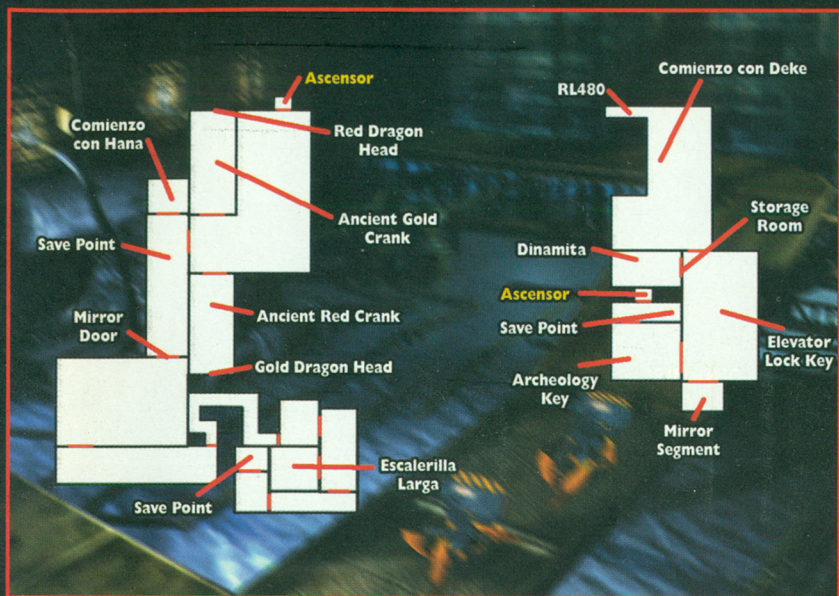 Ascensor
Comienzo
con Hana
Red Dragon
Head
Ancient Gold
Crank
Save Point
Ancient Red Crank
Mirror
Door
Gold Dragon Head
Escalerilla
Larga
Save Point
Comienzo con Deke
RL480
Storage
Room
Dinamita
Ascensor
Save Point
Elevator
Lock Key
Archeology
Key
Mirror
Segment